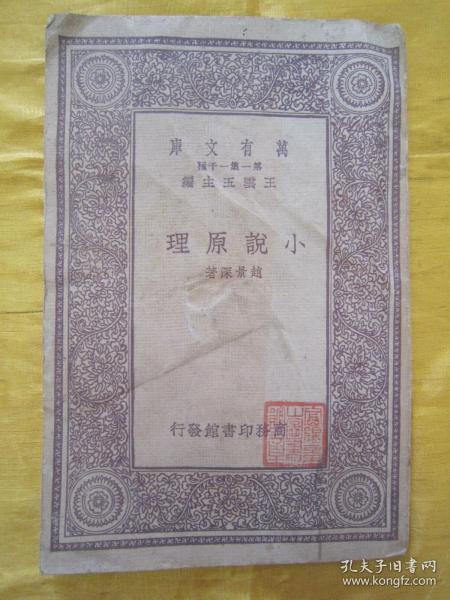 萬有文庫
第一集一千種
王雲五主編
小說原理
趙景深著
商務印書館發行
孔夫子旧书网
www.kongfz.com